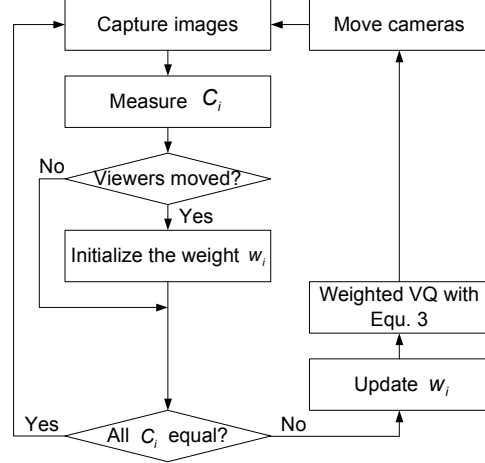 Capture images
Move cameras
Measure C_i
No
Viewers moved?
Yes
Initialize the weight w_i
Weighted VQ with
Equ. 3
Update w_i
Yes
All C_i equal?
No